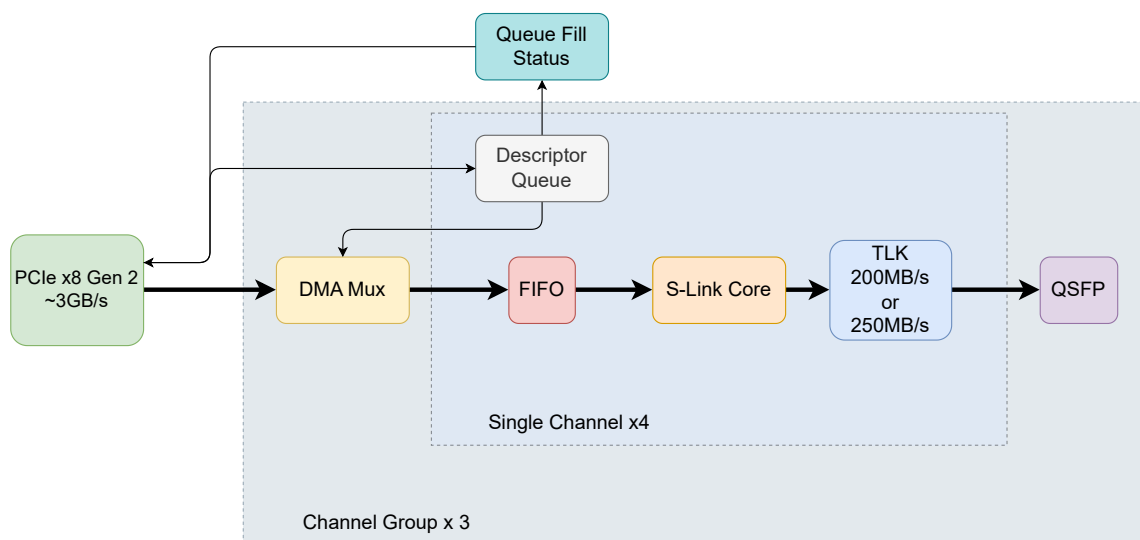 Queue Fill
Status
Descriptor
Queue
PCIe x8 Gen 2
~3GB/s
DMA Mux
FIFO
S-Link Core
TLK
200MB/s
or
250MB/s
QSFP
Single Channel x4
Channel Group x 3